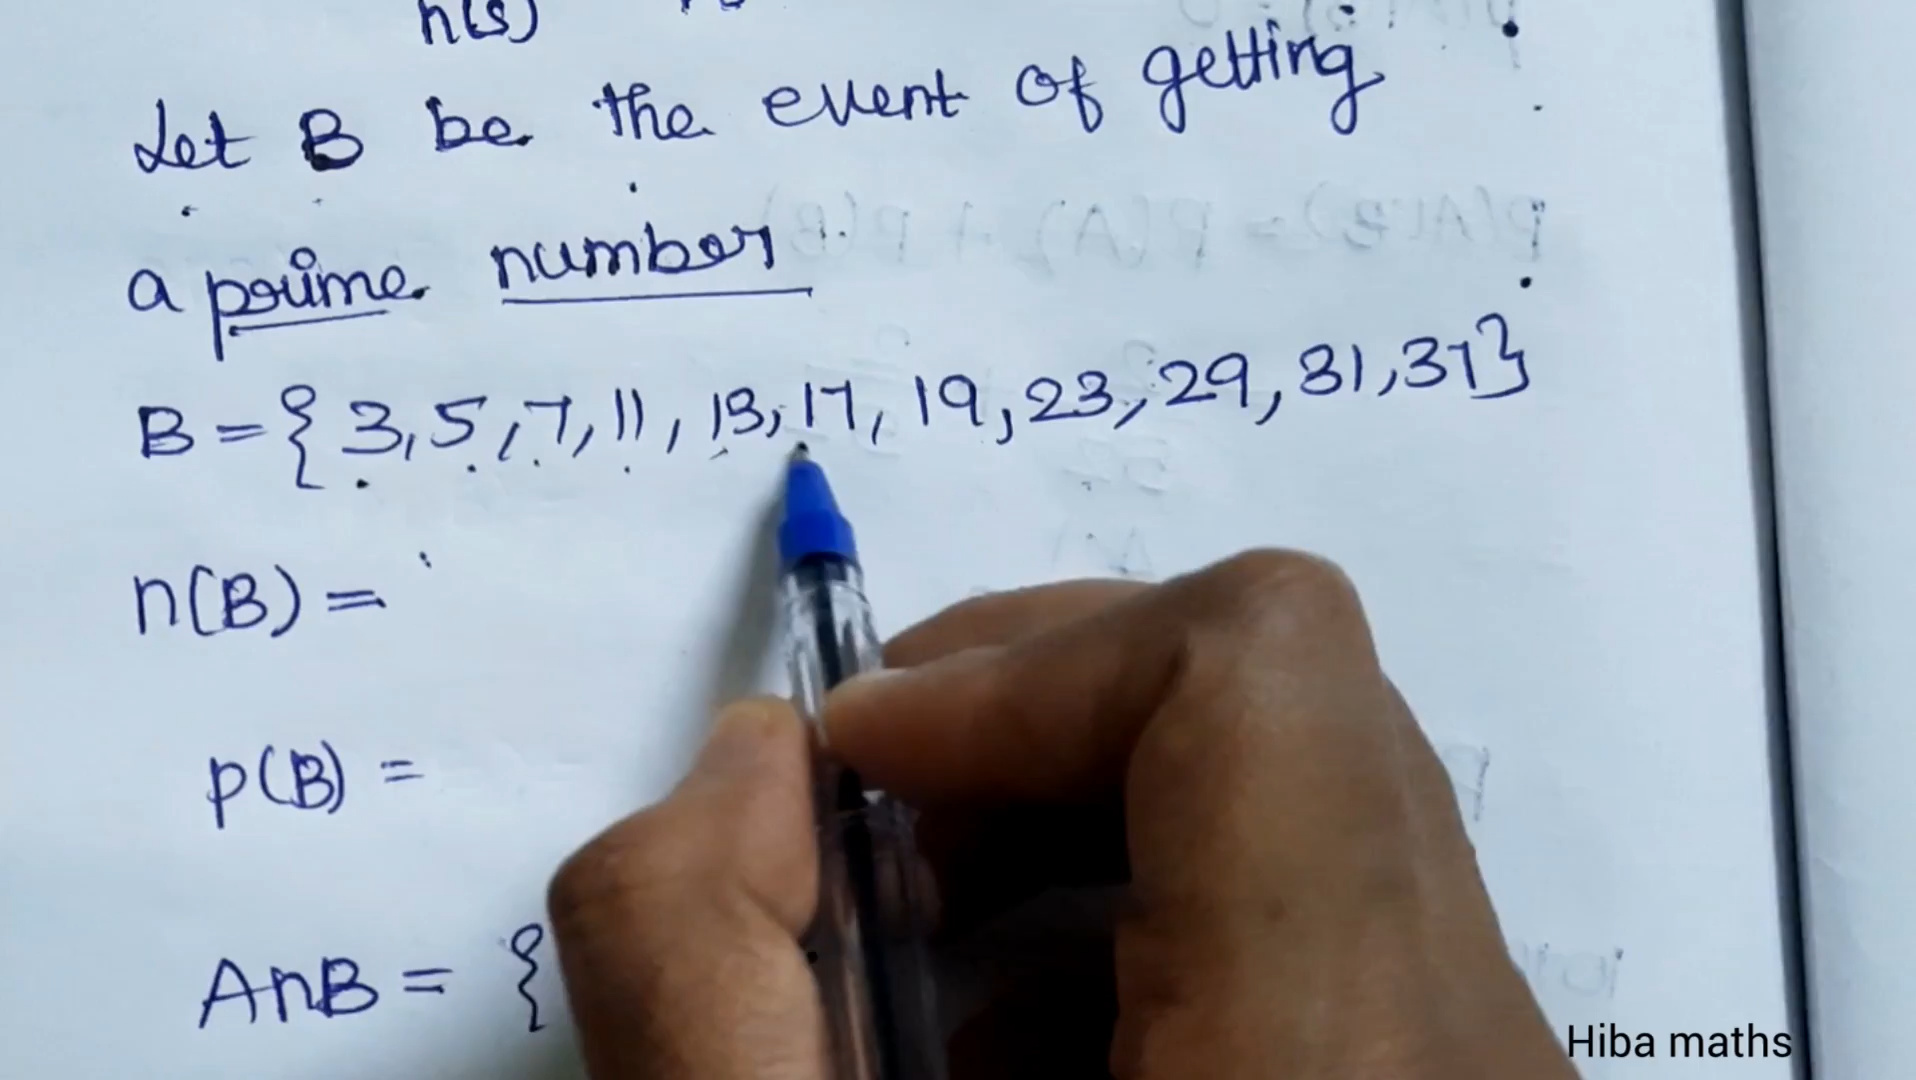 n(s)
Let B be the event of getting
a prime number
B = { 3, 5, 7, 11, 13, 17, 19, 23, 29, 31, 37}
n(B) =
p(B) =
A∩B = {
Hiba maths